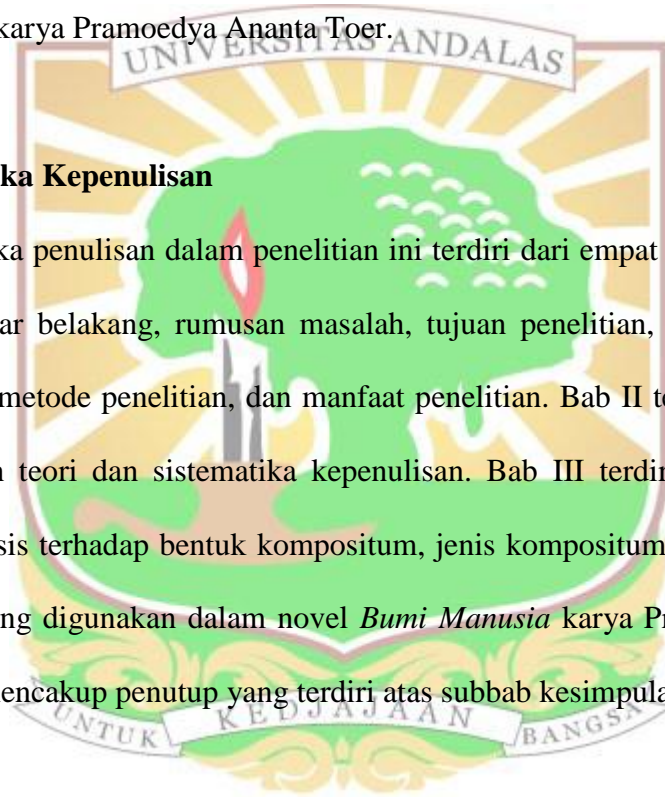 karya Pramoedya Ananta Toer.
UNIVERSITAS ANDALAS
ka Kepenulisan
ka penulisan dalam penelitian ini terdiri dari empat
ar belakang, rumusan masalah, tujuan penelitian,
metode penelitian, dan manfaat penelitian. Bab II te
n teori dan sistematika kepenulisan. Bab III terdir
sis terhadap bentuk kompositum, jenis kompositum
ng digunakan dalam novel Bumi Manusia karya Pr
nencakup penutup yang terdiri atas subbab kesimpula
UNTUK KEDJAJAAN BANGSA